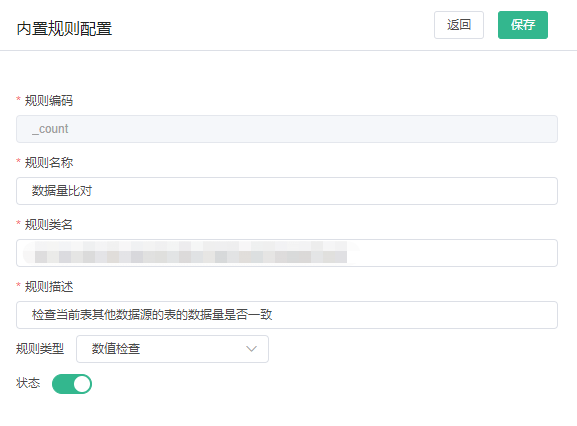 内置规则配置
返回
保存
* 规则编码
_count
* 规则名称
数据量比对
* 规则类名
* 规则描述
检查当前表其他数据源的表的数据量是否一致
规则类型
数值检查
状态